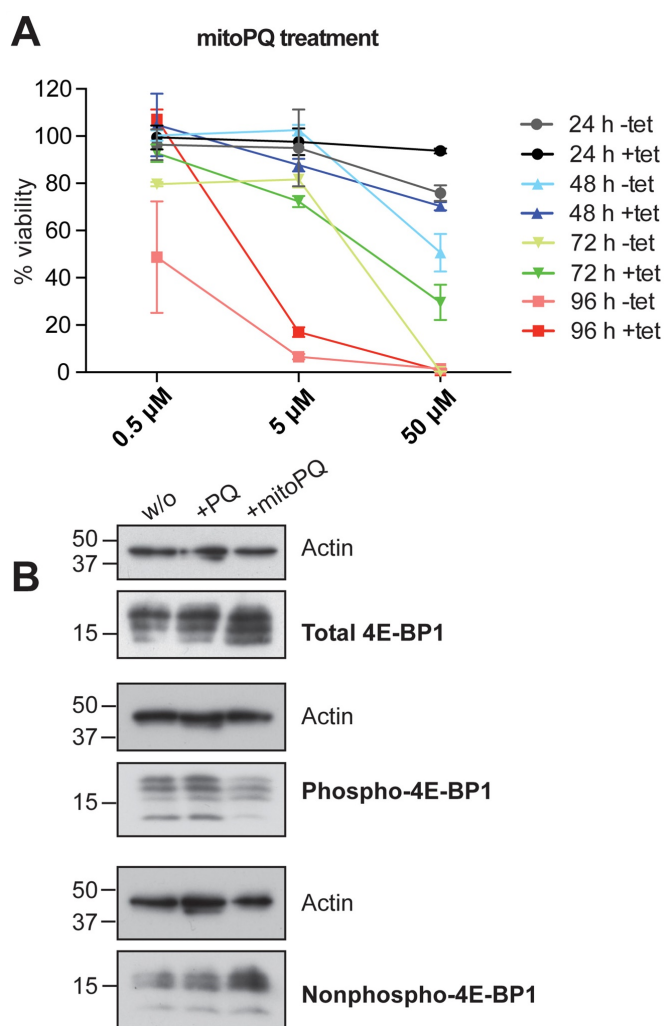 A
mitoPQ treatment
% viability
120
100
80
60
40
20
0
0.5 µM
5 µM
50 µM
24 h -tet
24 h +tet
48 h -tet
48 h +tet
72 h -tet
72 h +tet
96 h -tet
96 h +tet
B
w/o +PQ +mitoPQ
50
37
Actin
15
Total 4E-BP1
50
37
Actin
15
Phospho-4E-BP1
50
37
Actin
15
Nonphospho-4E-BP1